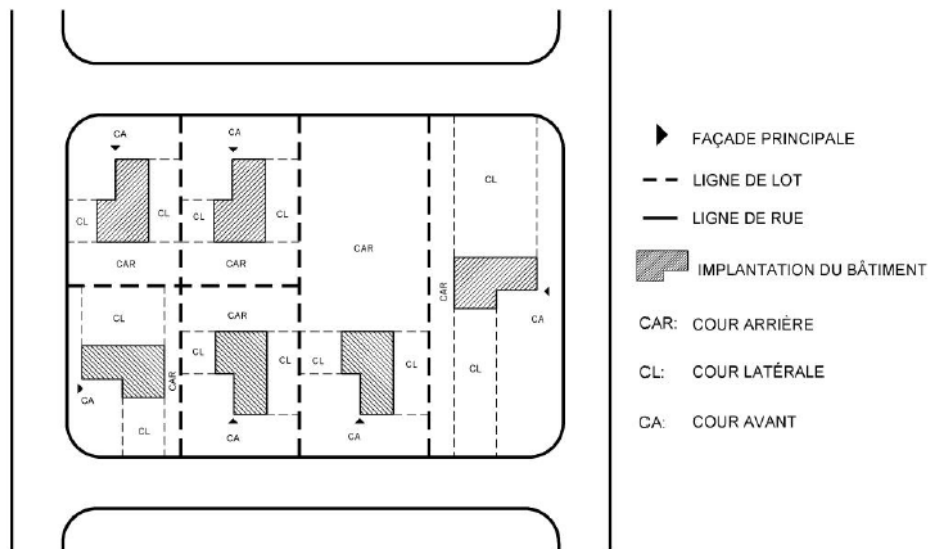 CA
CA
CL
CL
CL
CL
CL
CAR
CAR
CAR
CAR
CAR
CL
CL
CL
CL
CL
CL
CAR
CA
CA
CL
CA
CA
CL
FAÇADE PRINCIPALE
LIGNE DE LOT
LIGNE DE RUE
IMPLANTATION DU BÂTIMENT
CAR: COUR ARRIÈRE
CL: COUR LATÉRALE
CA: COUR AVANT